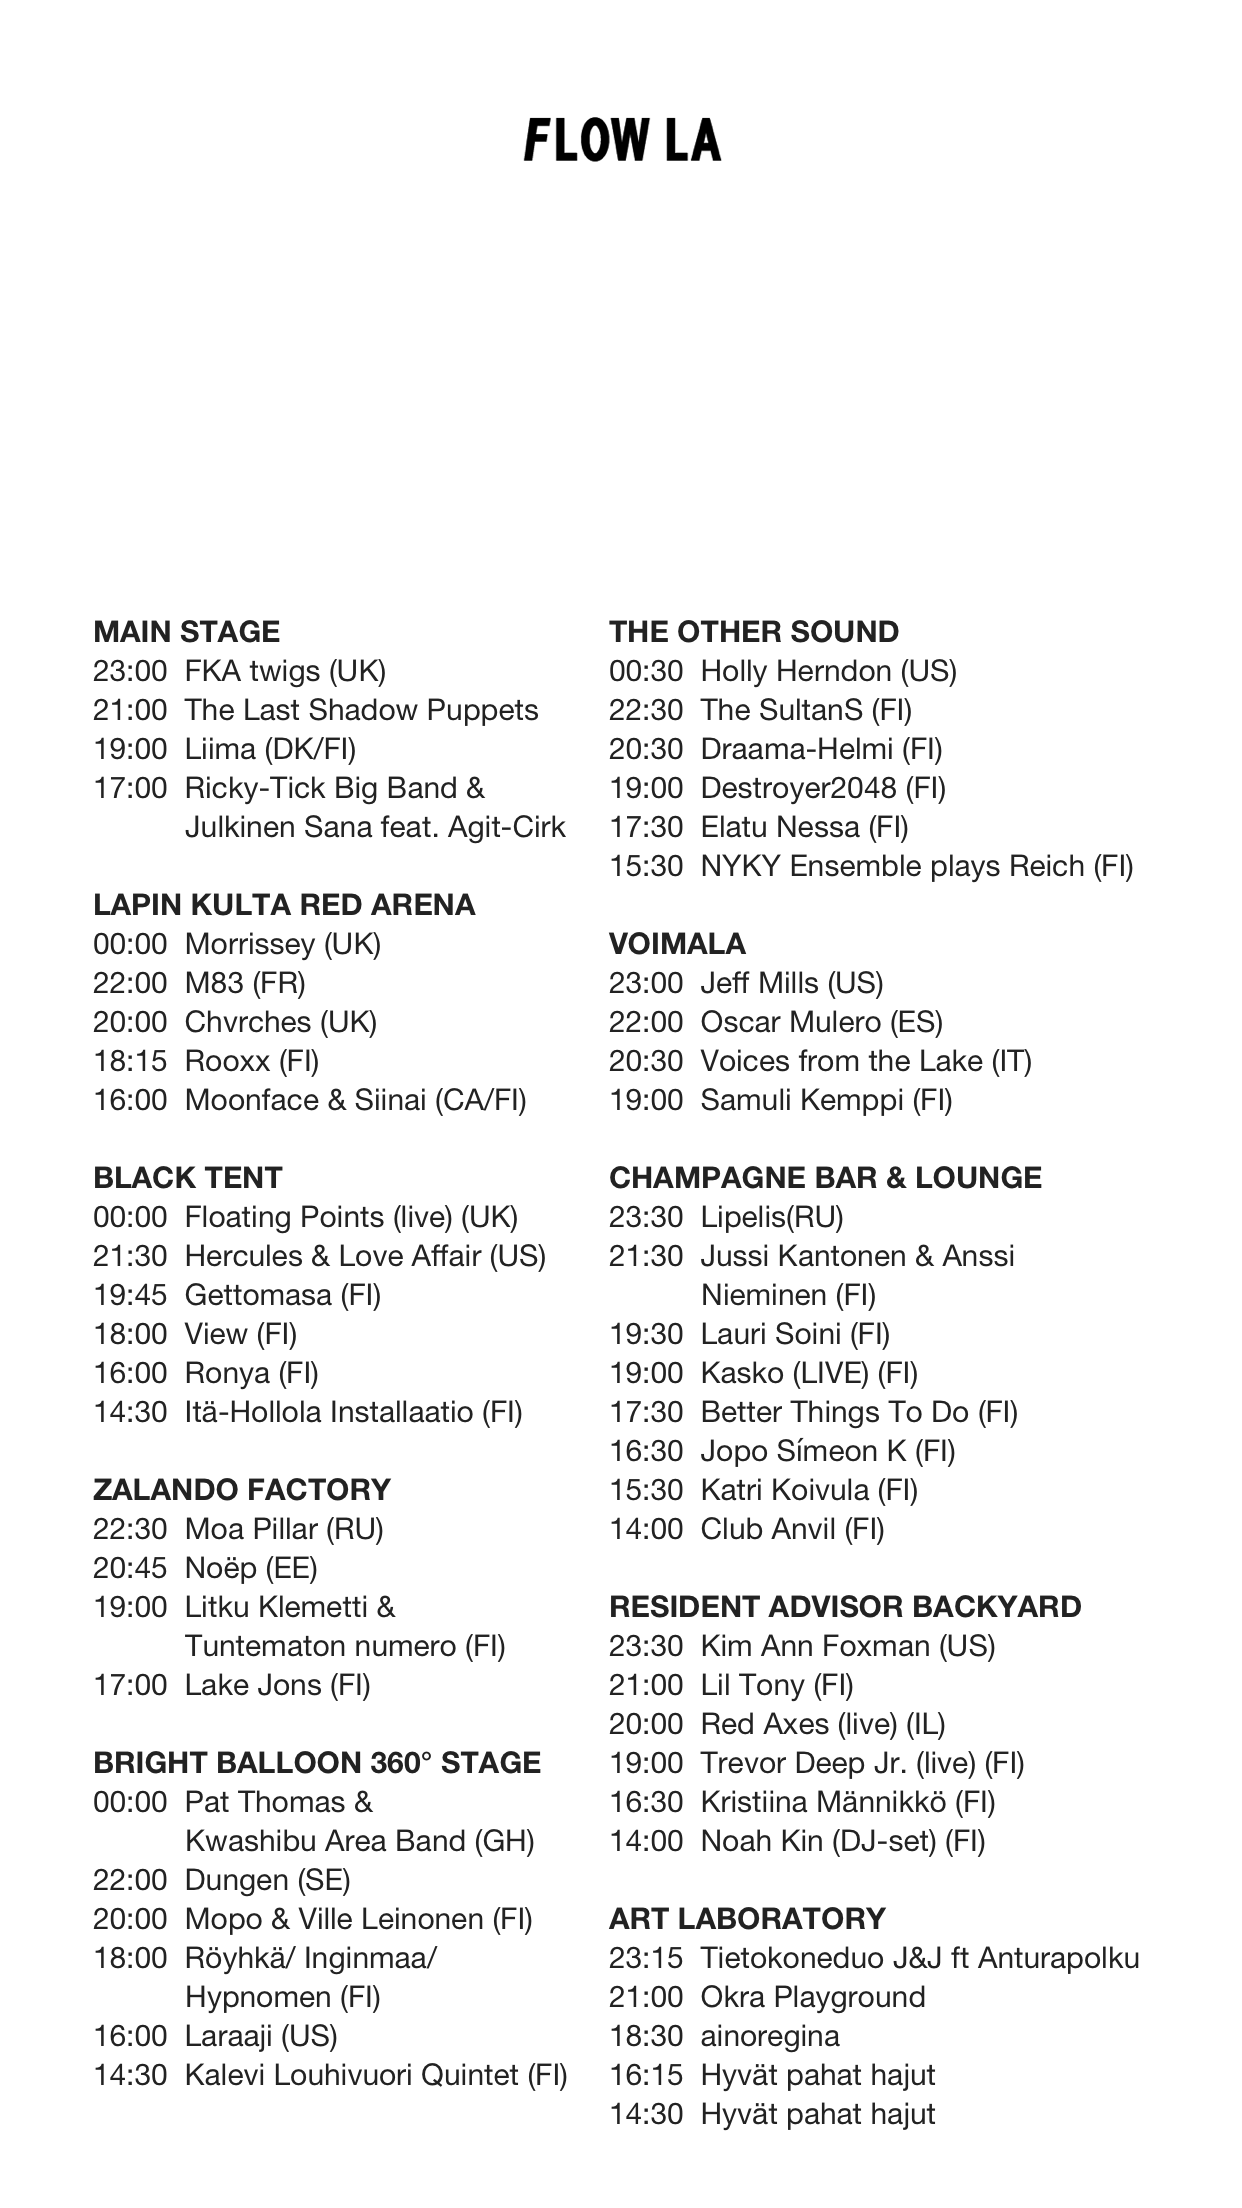 FLOW LA
MAIN STAGE
23:00 FKA twigs (UK)
21:00 The Last Shadow Puppets
19:00 Liima (DK/FI)
17:00 Ricky-Tick Big Band &
Julkinen Sana feat. Agit-Cirk
LAPIN KULTA RED ARENA
00:00 Morrissey (UK)
22:00 M83 (FR)
20:00 Chvrches (UK)
18:15 Rooxx (FI)
16:00 Moonface & Siinai (CA/FI)
BLACK TENT
00:00 Floating Points (live) (UK)
21:30 Hercules & Love Affair (US)
19:45 Gettomasa (FI)
18:00 View (FI)
16:00 Ronya (FI)
14:30 Itä-Hollola Installaatio (FI)
ZALANDO FACTORY
22:30 Moa Pillar (RU)
20:45 Noëp (EE)
19:00 Litku Klemetti &
Tuntematon numero (FI)
17:00 Lake Jons (FI)
BRIGHT BALLOON 360° STAGE
00:00 Pat Thomas &
Kwashibu Area Band (GH)
22:00 Dungen (SE)
20:00 Mopo & Ville Leinonen (FI)
18:00 Röyhkä/ Inginmaa/
Hypnomen (FI)
16:00 Laraaji (US)
14:30 Kalevi Louhivuori Quintet (FI)
THE OTHER SOUND
00:30 Holly Herndon (US)
22:30 The SultanS (FI)
20:30 Draama-Helmi (FI)
19:00 Destroyer2048 (FI)
17:30 Elatu Nessa (FI)
15:30 NYKY Ensemble plays Reich (FI)
VOIMALA
23:00 Jeff Mills (US)
22:00 Oscar Mulero (ES)
20:30 Voices from the Lake (IT)
19:00 Samuli Kemppi (FI)
CHAMPAGNE BAR & LOUNGE
23:30 Lipelis(RU)
21:30 Jussi Kantonen & Anssi
Nieminen (FI)
19:30 Lauri Soini (FI)
19:00 Kasko (LIVE) (FI)
17:30 Better Things To Do (FI)
16:30 Jopo Símeon K (FI)
15:30 Katri Koivula (FI)
14:00 Club Anvil (FI)
RESIDENT ADVISOR BACKYARD
23:30 Kim Ann Foxman (US)
21:00 Lil Tony (FI)
20:00 Red Axes (live) (IL)
19:00 Trevor Deep Jr. (live) (FI)
16:30 Kristiina Männikkö (FI)
14:00 Noah Kin (DJ-set) (FI)
ART LABORATORY
23:15 Tietokoneduo J&J ft Anturapolku
21:00 Okra Playground
18:30 ainoregina
16:15 Hyvät pahat hajut
14:30 Hyvät pahat hajut